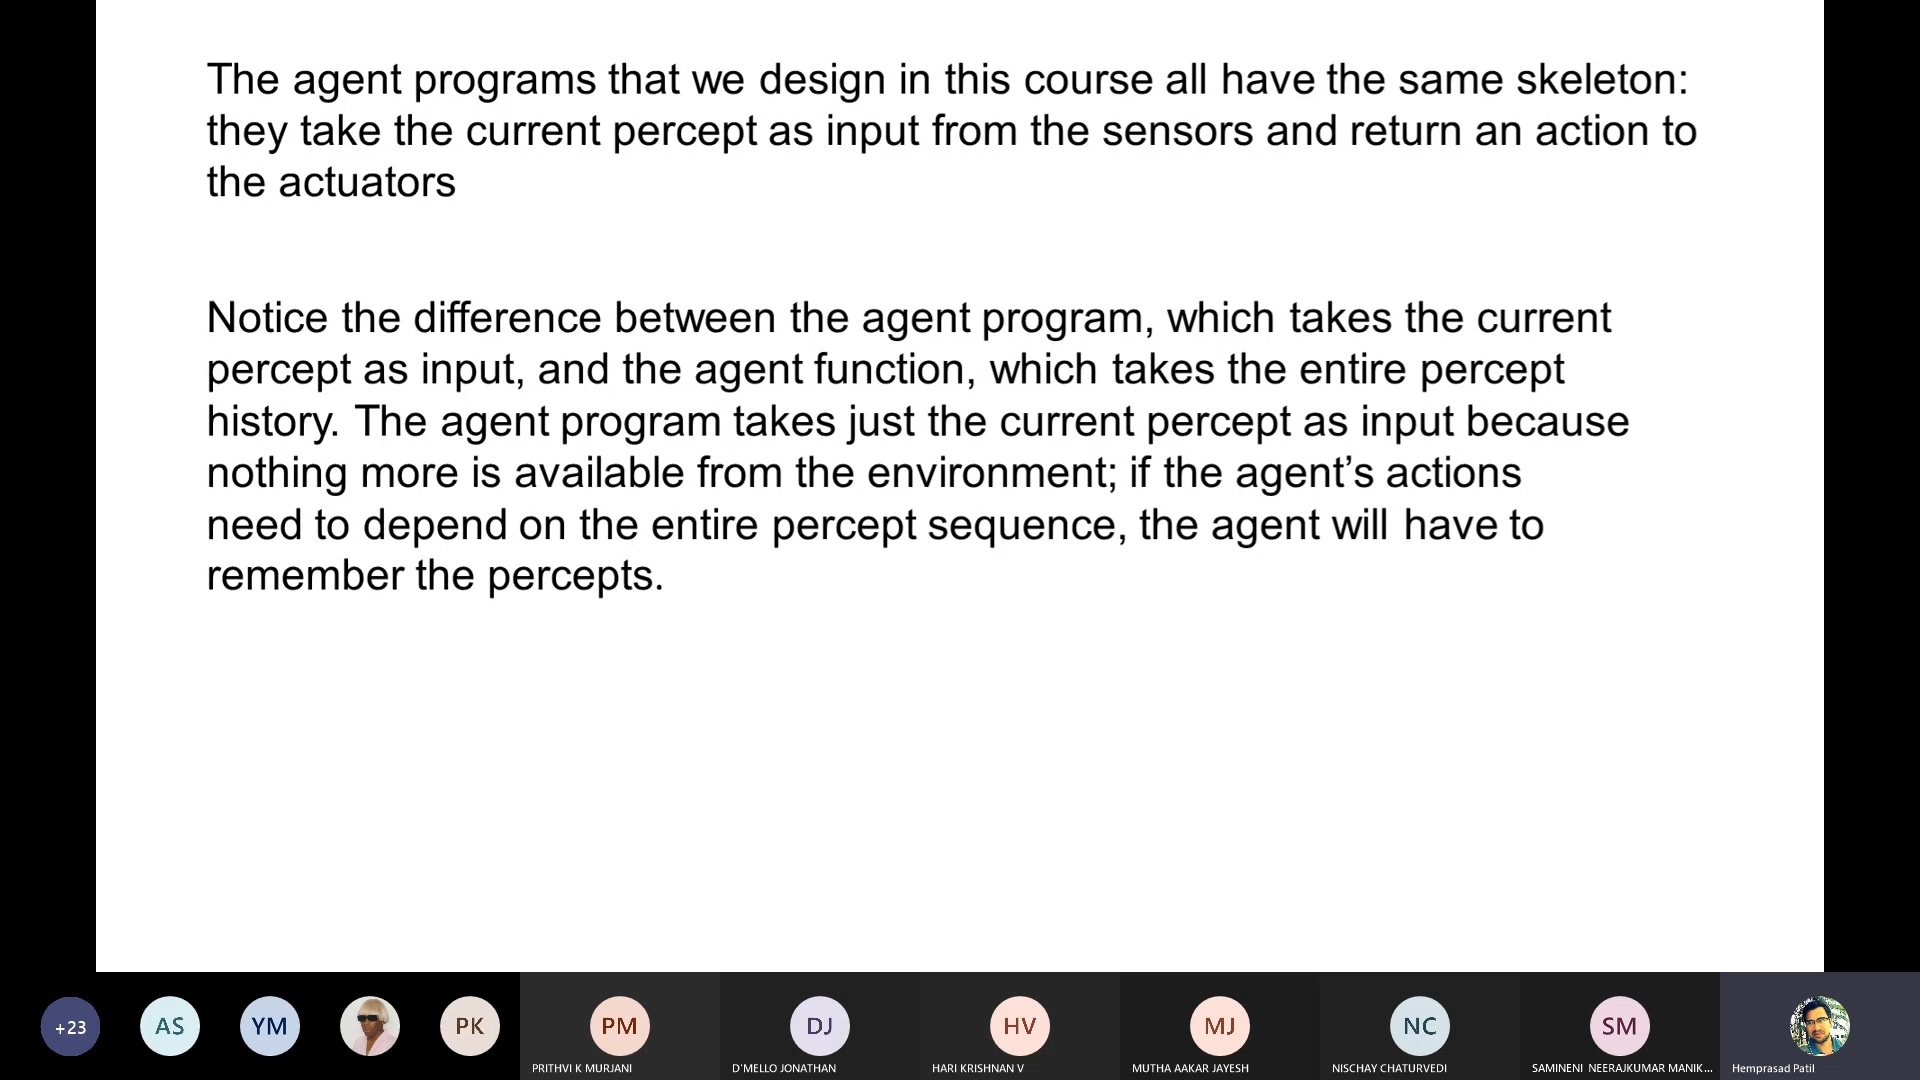 The agent programs that we design in this course all have the same skeleton:
they take the current percept as input from the sensors and return an action to
the actuators
Notice the difference between the agent program, which takes the current
percept as input, and the agent function, which takes the entire percept
history. The agent program takes just the current percept as input because
nothing more is available from the environment; if the agent’s actions
need to depend on the entire percept sequence, the agent will have to
remember the percepts.
+23
AS
YM
PK
PM
DJ
HV
MJ
NC
SM
PRITHVI K MURJANI
D'MELLO JONATHAN
HARI KRISHNAN V
MUTHA AAKAR JAYESH
NISCHAY CHATURVEDI
SAMINENI NEERAJKUMAR MANIK...
Hemprasad Patil